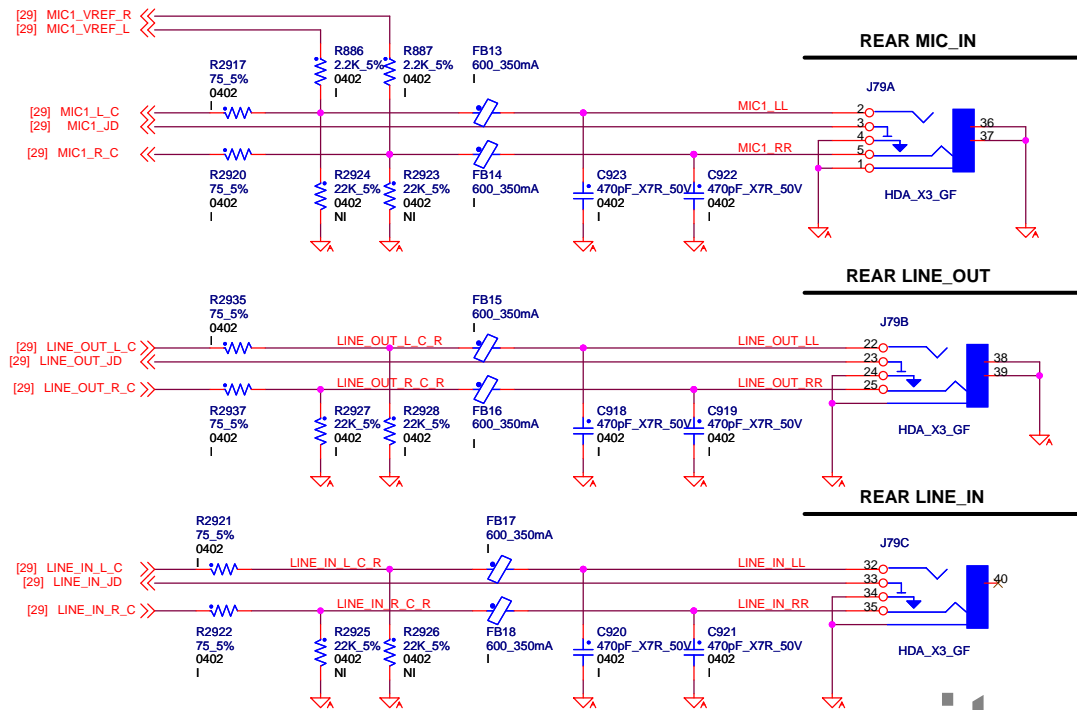 [29] MIC1_VREF_R
[29] MIC1_VREF_L
REAR MIC_IN
R2917
75_5%
0402
I
R886
2.2K_5%
0402
I
R887
2.2K_5%
0402
I
FB13
600_350mA
I
J79A
[29] MIC1_L_C
[29] MIC1_JD
[29] MIC1_R_C
MIC1_LL
MIC1_RR
2
3
4
5
1
36
37
HDA_X3_GF
R2920
75_5%
0402
I
R2924
22K_5%
0402
NI
R2923
22K_5%
0402
NI
FB14
600_350mA
I
C923
470pF_X7R_50V
0402
I
C922
470pF_X7R_50V
0402
I
A
A
A
A
A
A
REAR LINE_OUT
R2935
75_5%
0402
I
FB15
600_350mA
I
J79B
[29] LINE_OUT_L_C
[29] LINE_OUT_JD
[29] LINE_OUT_R_C
LINE_OUT_L_C_R
LINE_OUT_R_C_R
LINE_OUT_LL
LINE_OUT_RR
22
23
24
25
38
39
HDA_X3_GF
R2937
75_5%
0402
I
R2927
22K_5%
0402
I
R2928
22K_5%
0402
I
FB16
600_350mA
I
C918
470pF_X7R_50V
0402
I
C919
470pF_X7R_50V
0402
I
A
A
A
A
A
A
REAR LINE_IN
R2921
75_5%
0402
I
FB17
600_350mA
I
J79C
[29] LINE_IN_L_C
[29] LINE_IN_JD
[29] LINE_IN_R_C
LINE_IN_L_C_R
LINE_IN_R_C_R
LINE_IN_LL
LINE_IN_RR
32
33
34
35
40
HDA_X3_GF
R2922
75_5%
0402
I
R2925
22K_5%
0402
NI
R2926
22K_5%
0402
NI
FB18
600_350mA
I
C920
470pF_X7R_50V
0402
I
C921
470pF_X7R_50V
0402
I
A
A
A
A
A